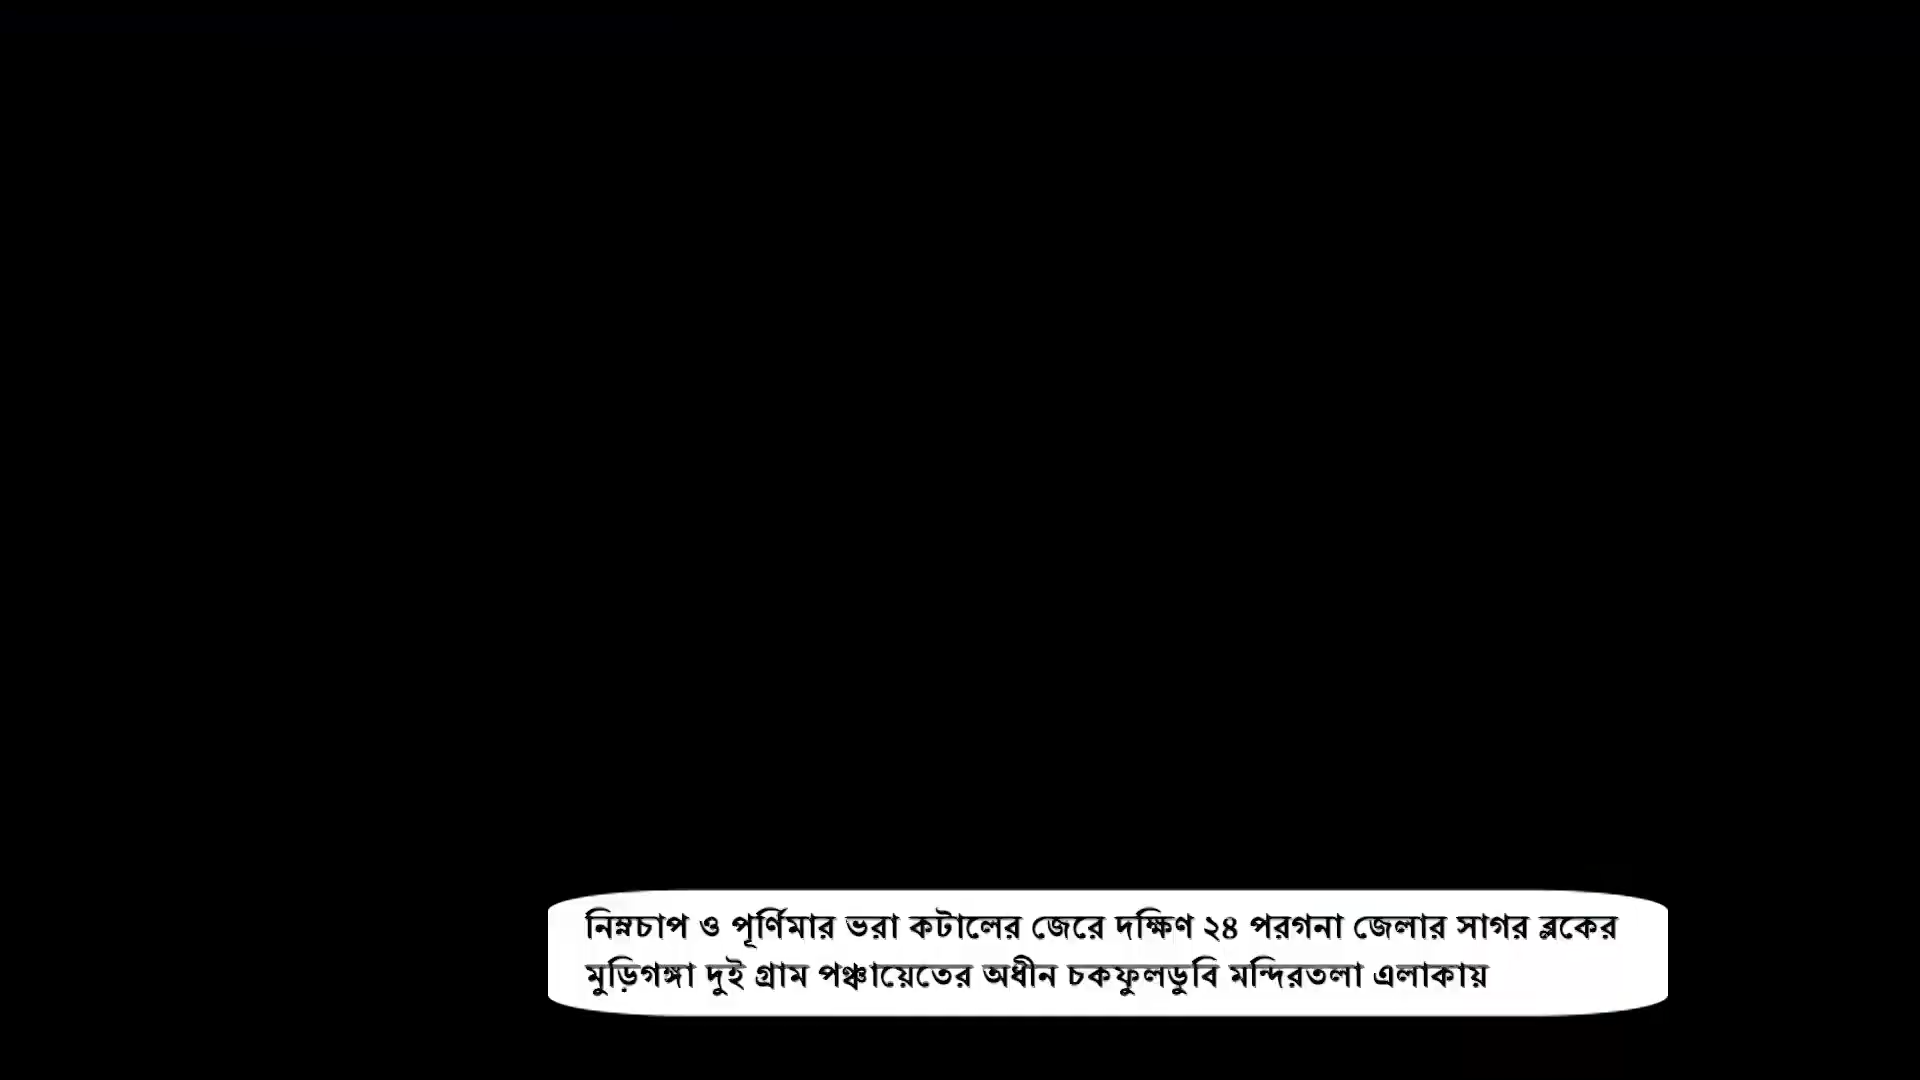 নিম্নচাপ ও পূর্ণিমার ভরা কটালের জেরে দক্ষিণ ২৪ পরগনা জেলার সাগর ব্লকের
মুড়িগঙ্গা দুই গ্রাম পঞ্চায়েতের অধীন চকফুলডুবি মন্দিরতলা এলাকায়